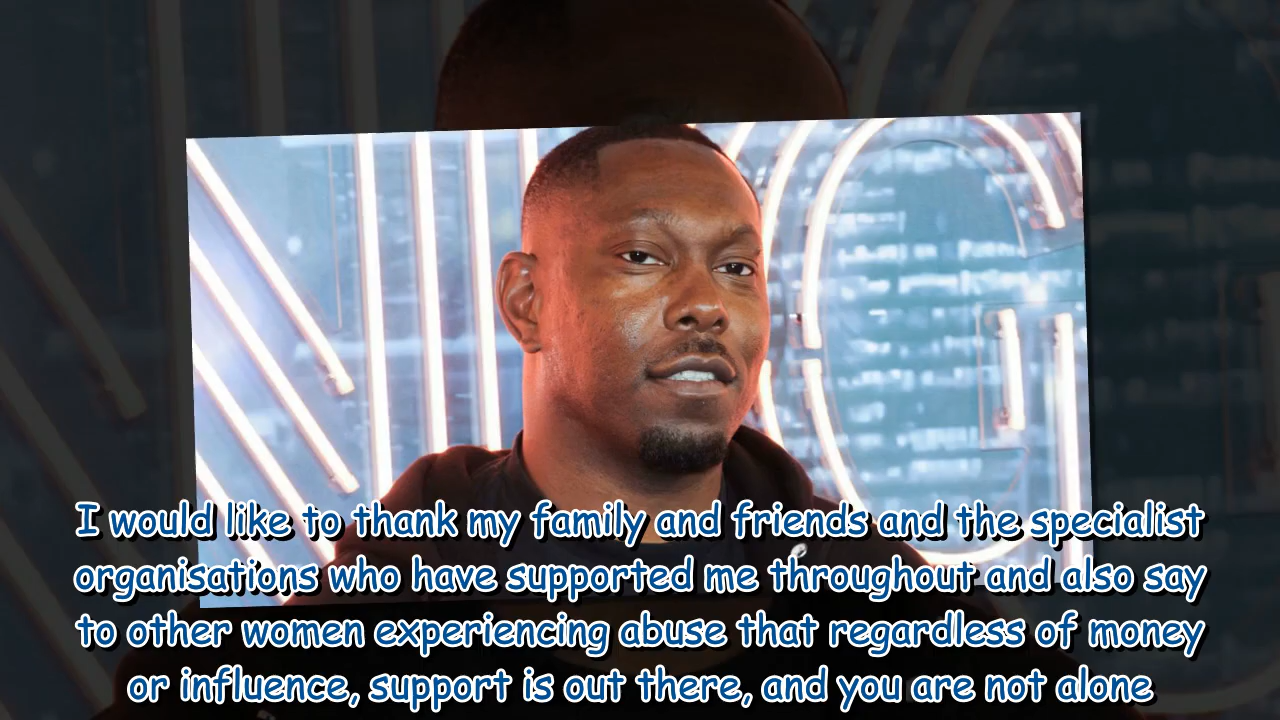 I would like to thank my family and friends and the specialist
organisations who have supported me throughout and also say
to other women experiencing abuse that regardless of money
or influence, support is out there, and you are not alone